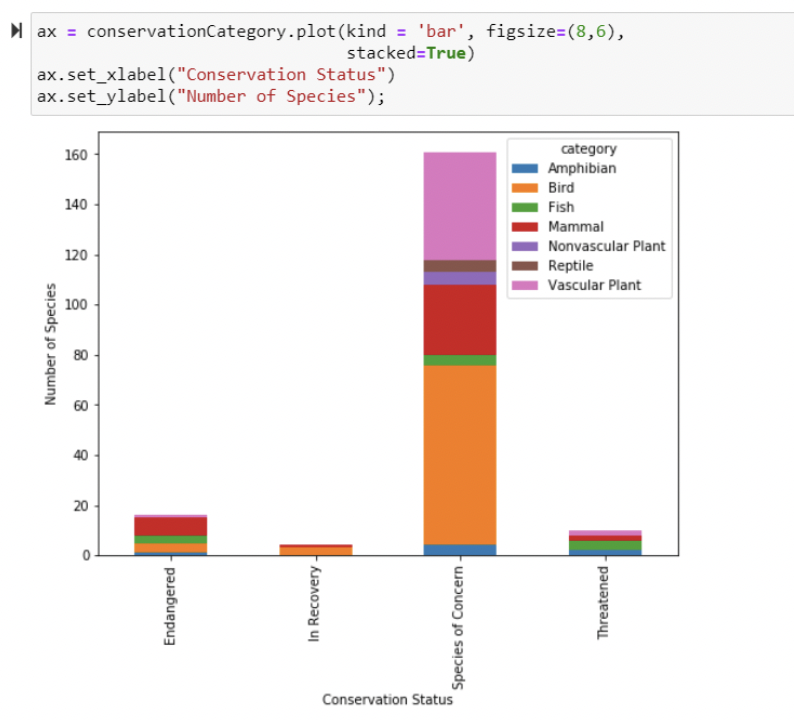 ax = conservationCategory.plot(kind = 'bar', figsize=(8,6),
stacked=True)
ax.set_xlabel("Conservation Status")
ax.set_ylabel("Number of Species");
category
Amphibian
Bird
Fish
Mammal
Nonvascular Plant
Reptile
Vascular Plant
160
140
120
100
80
60
40
20
0
Number of Species
Endangered
In Recovery
Species of Concern
Threatened
Conservation Status